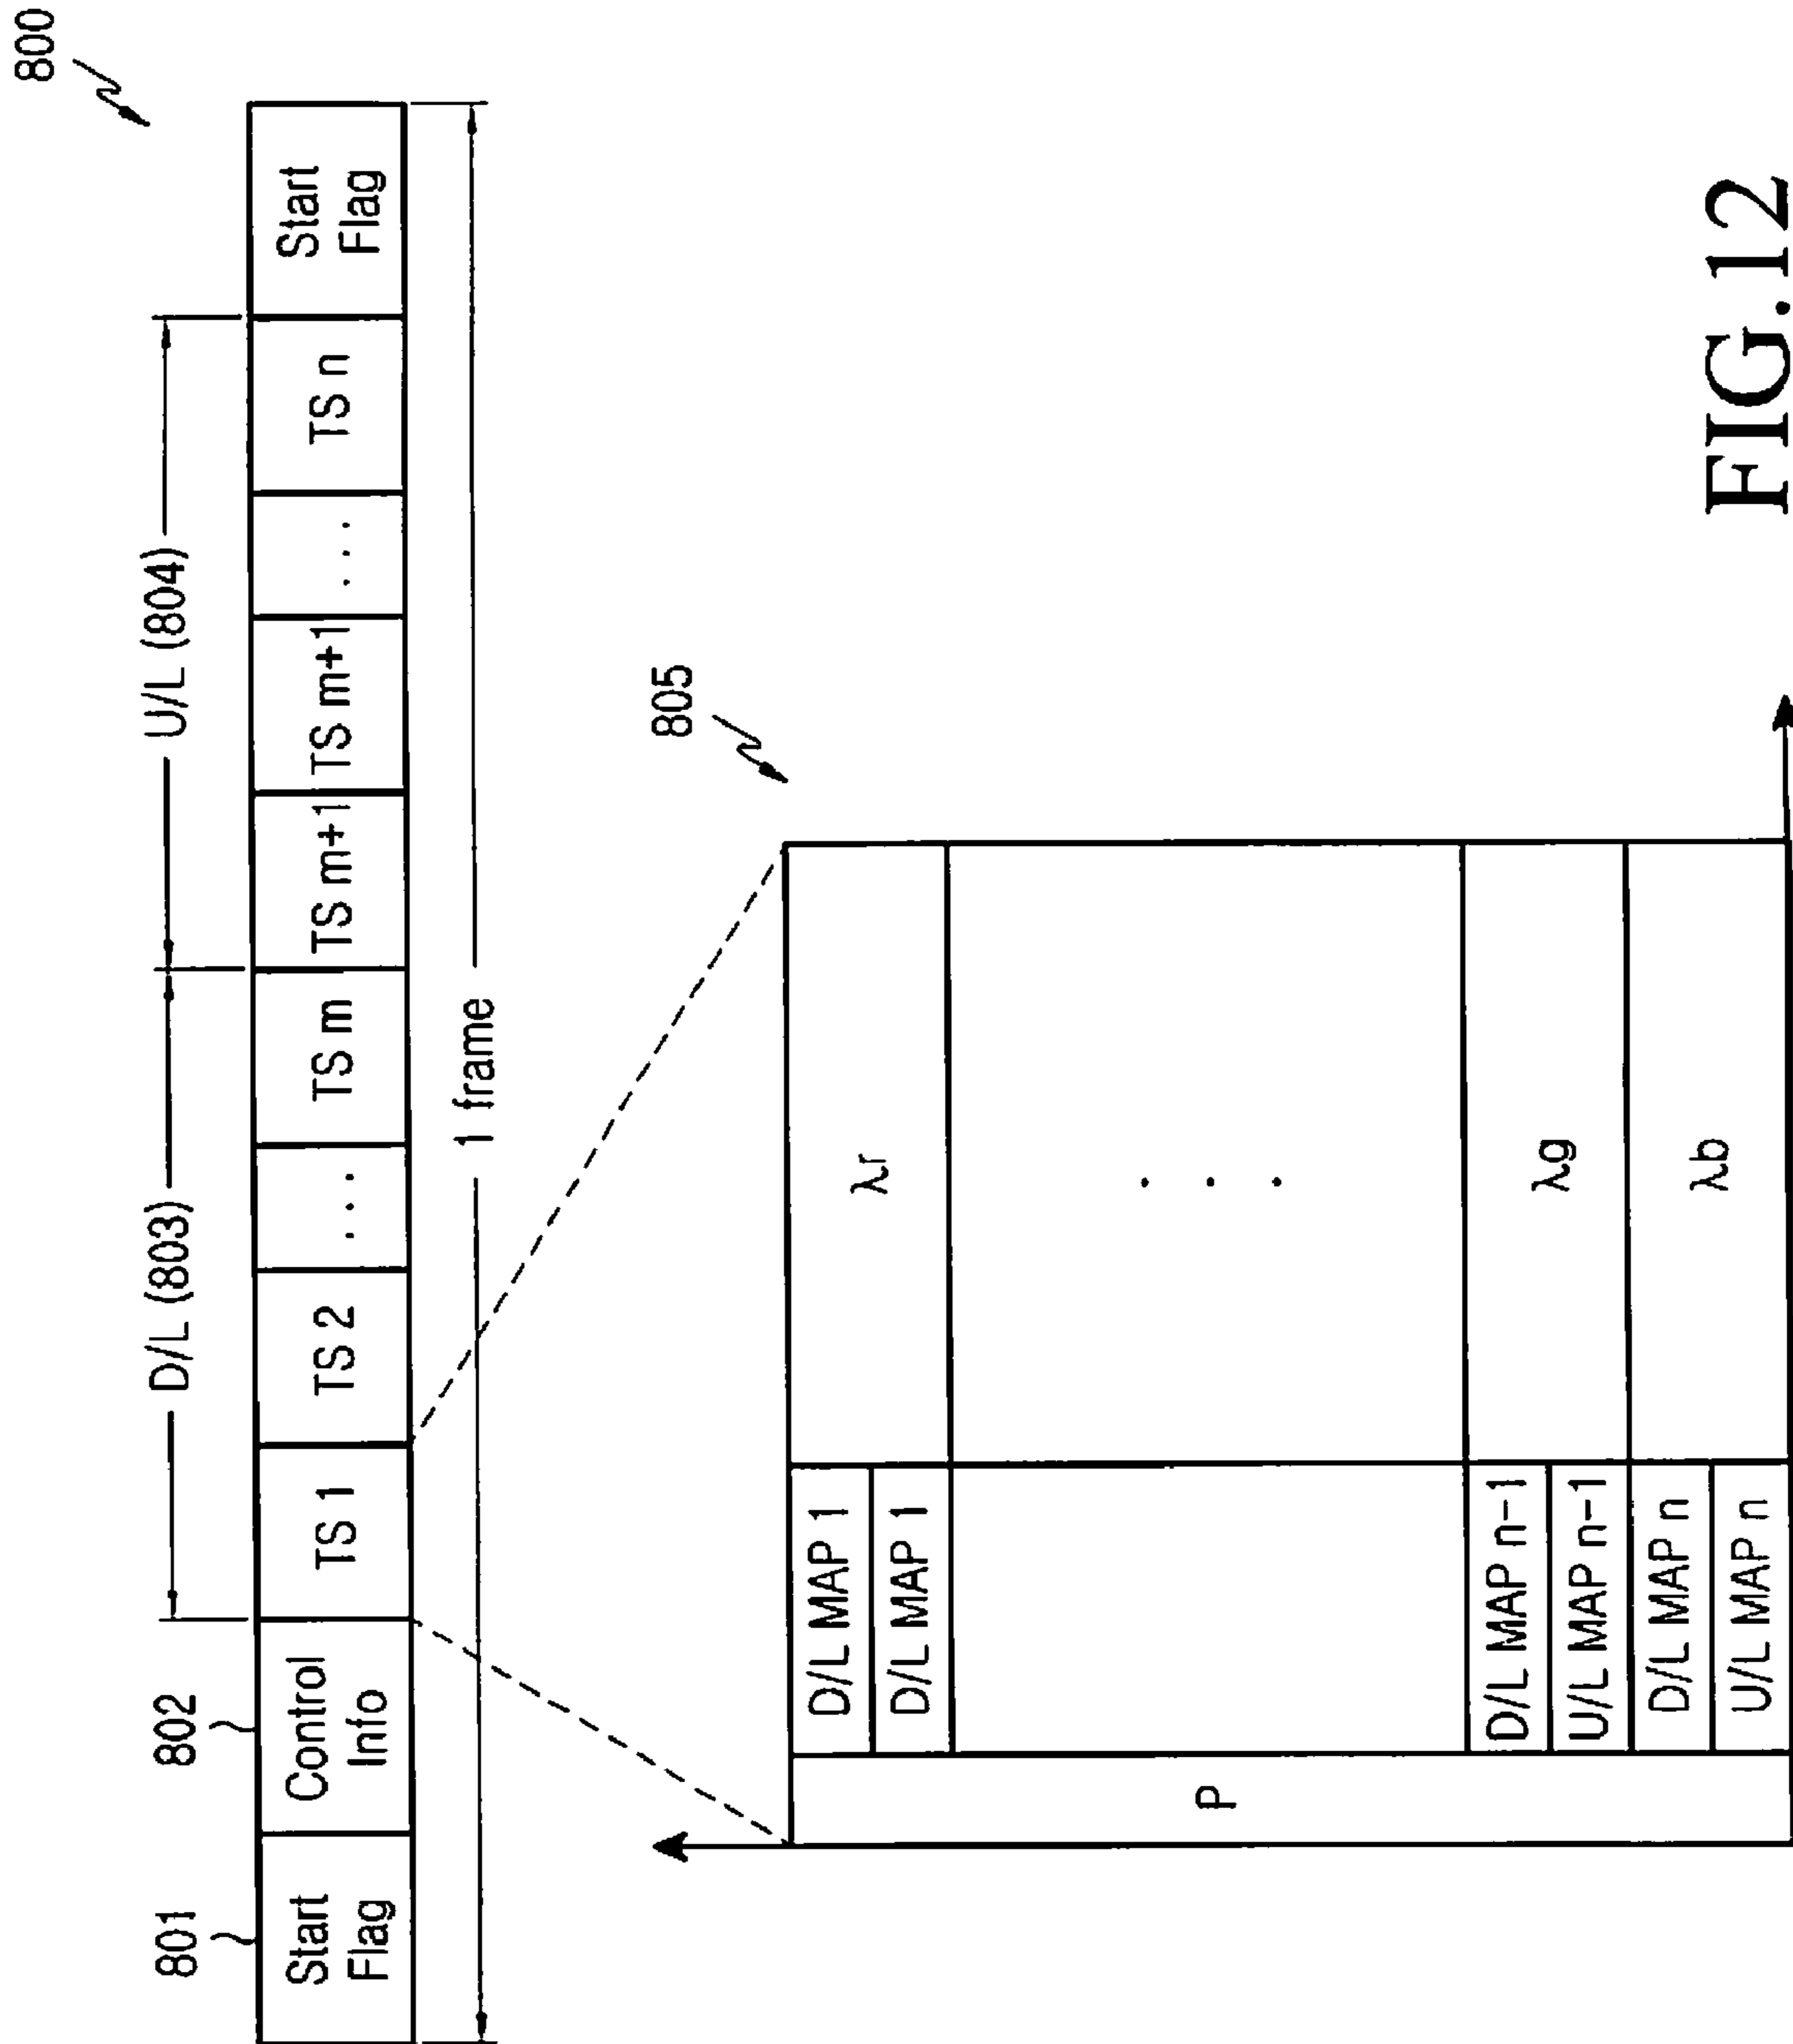 800
D/L (803)
U/L (804)
801
802
Start
Flag
Control
Info
TS 1
TS 2
...
TS m
TS m+1
TS m+1
...
TS n
Start
Flag
1 frame
805
P
D/L MAP 1
D/L MAP 1
λr
. . .
D/L MAP n-1
U/L MAP n-1
λg
D/L MAP n
U/L MAP n
λb
FIG.12